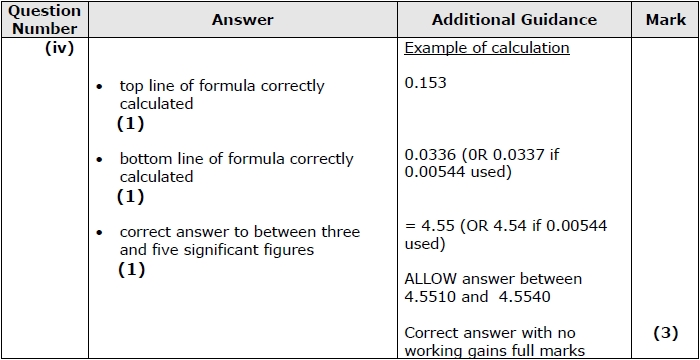 Question Number
Answer
Additional Guidance
Mark
(iv)
Example of calculation
• top line of formula correctly
calculated
(1)
0.153
• bottom line of formula correctly
calculated
(1)
0.0336 (0R 0.0337 if
0.00544 used)
• correct answer to between three
and five significant figures
(1)
= 4.55 (OR 4.54 if 0.00544
used)
ALLOW answer between
4.5510 and 4.5540
Correct answer with no
working gains full marks
(3)